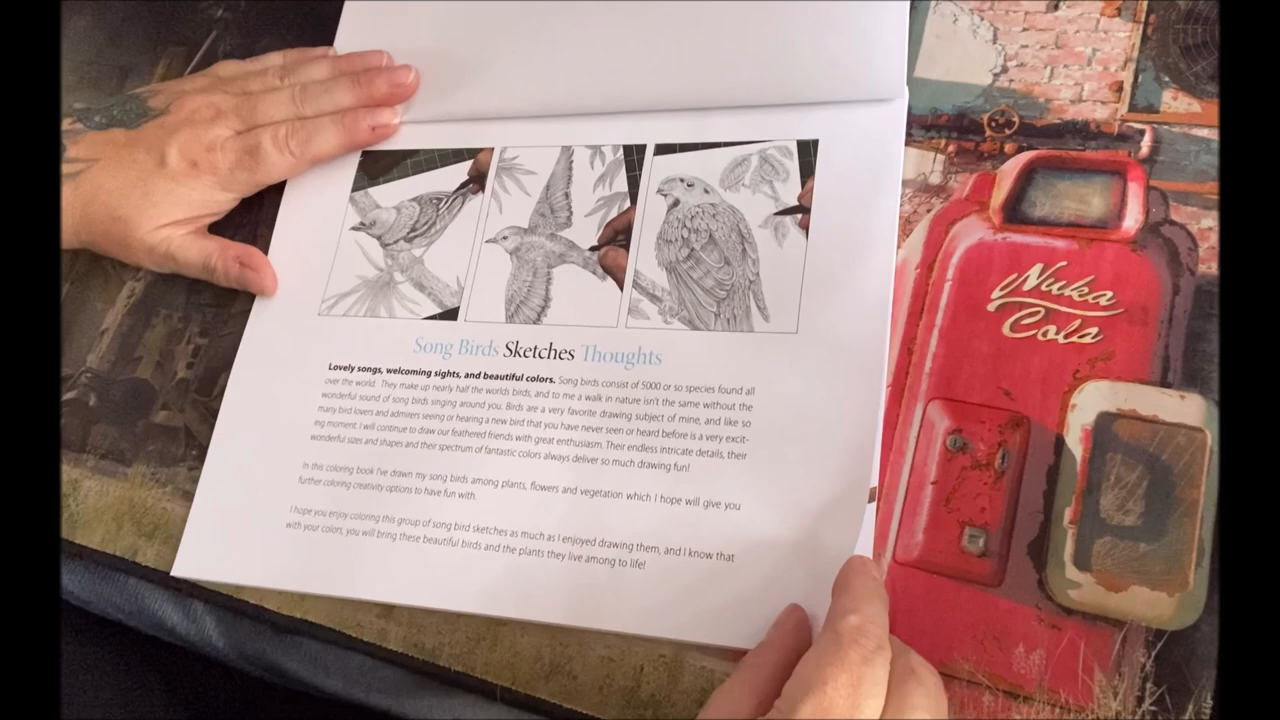 Song Birds Sketches Thoughts
Lovely songs, welcoming sights, and beautiful colors. Song birds consist of 5000 or so species found all
over the world. They make up nearly half the worlds birds, and to me a walk in nature isn't the same without the
wonderful sound of song birds singing around you. Birds are a very favorite drawing subject of mine, and like so
many bird lovers and admirers seeing or hearing a new bird that you have never seen or heard before is a very excit-
ing moment. I will continue to draw our feathered friends with great enthusiasm. Their endless intricate details, their
wonderful sizes and shapes and their spectrum of fantastic colors always deliver so much drawing fun!
In this coloring book I've drawn my song birds among plants, flowers and vegetation which I hope will give you
further coloring creativity options to have fun with.
I hope you enjoy coloring this group of song bird sketches as much as I enjoyed drawing them, and I know that
with your colors, you will bring these beautiful birds and the plants they live among to life!
Nuka
Cola